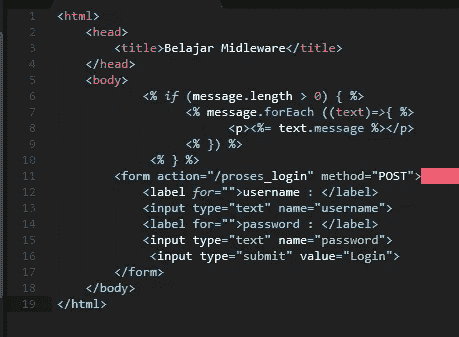 1 <html>
2 <head>
3 <title>Belajar Midleware</title>
4 </head>
5 <body>
6 <% if (message.length > 0) { %>
7 <% message.forEach ((text)=>{ %>
8 <p><%= text.message %></p>
9 <% }) %>
10 <% } %>
11 <form action="/proses_login" method="POST">
12 <label for="">username : </label>
13 <input type="text" name="username">
14 <label for="">password : </label>
15 <input type="text" name="password">
16 <input type="submit" value="Login">
17 </form>
18 </body>
19 </html>